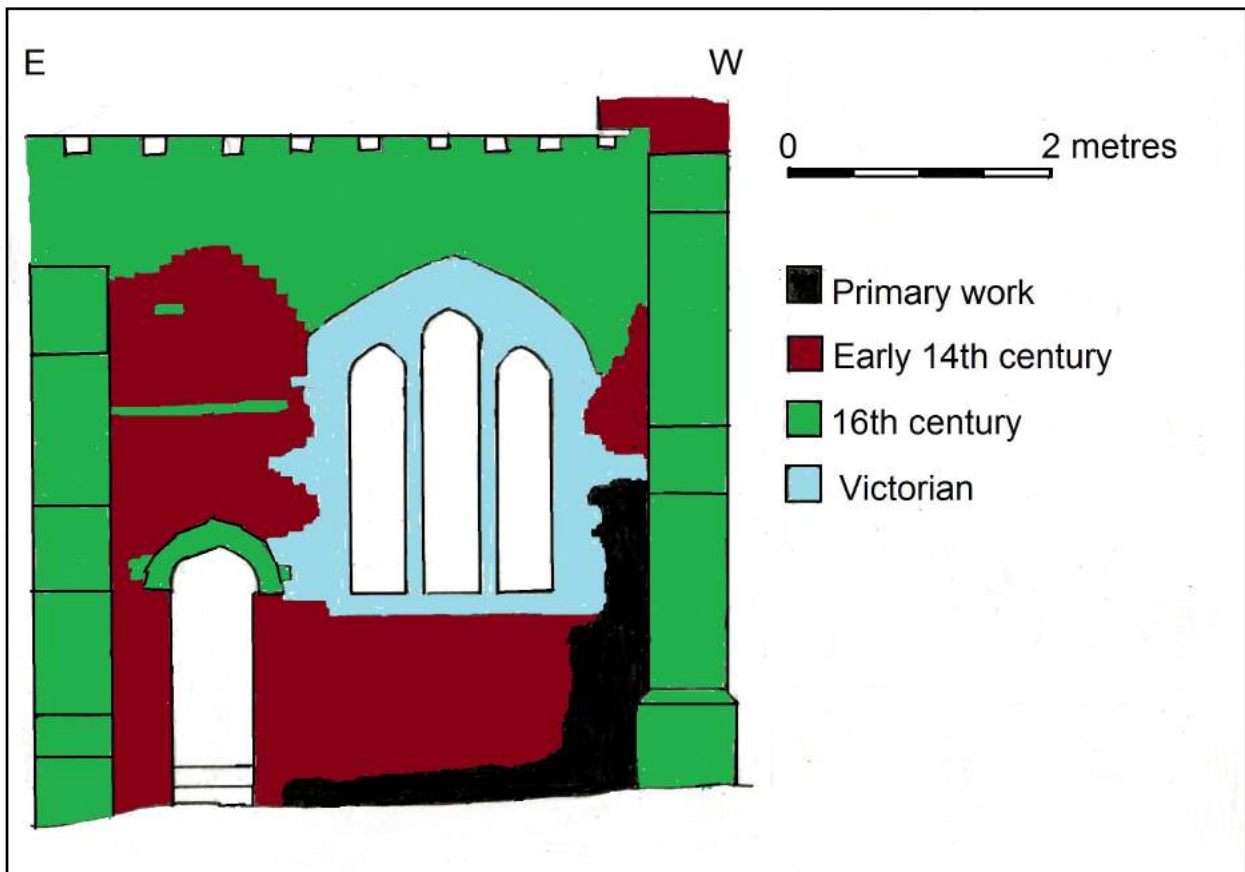 E
W
0 2 metres
Primary work
Early 14th century
16th century
Victorian